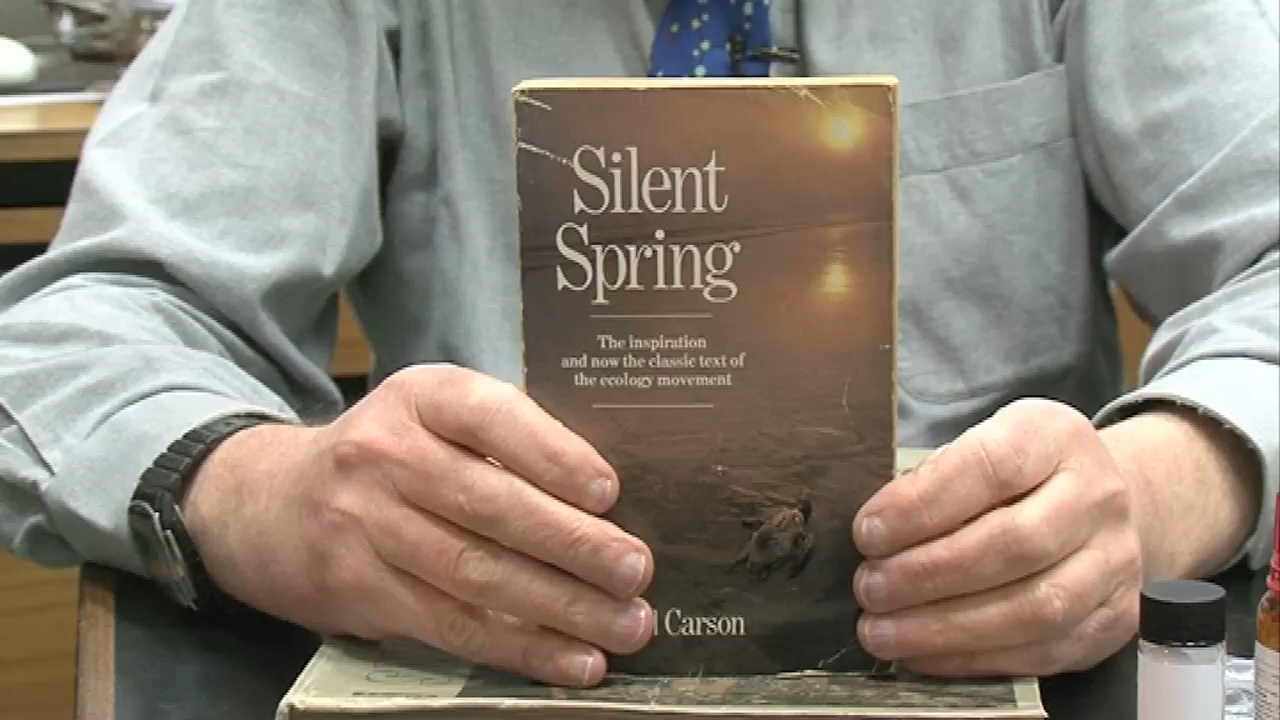 Silent
Spring
The inspiration
and now the classic text of
the ecology movement
l Carson